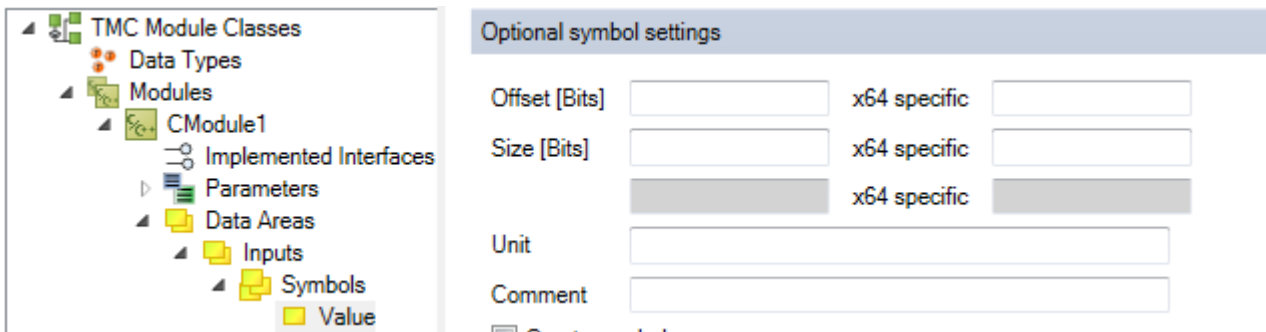 TMC Module Classes
Data Types
Modules
CModule1
Implemented Interfaces
Parameters
Data Areas
Inputs
Symbols
Value
Optional symbol settings
Offset [Bits] x64 specific
Size [Bits] x64 specific
x64 specific
Unit
Comment